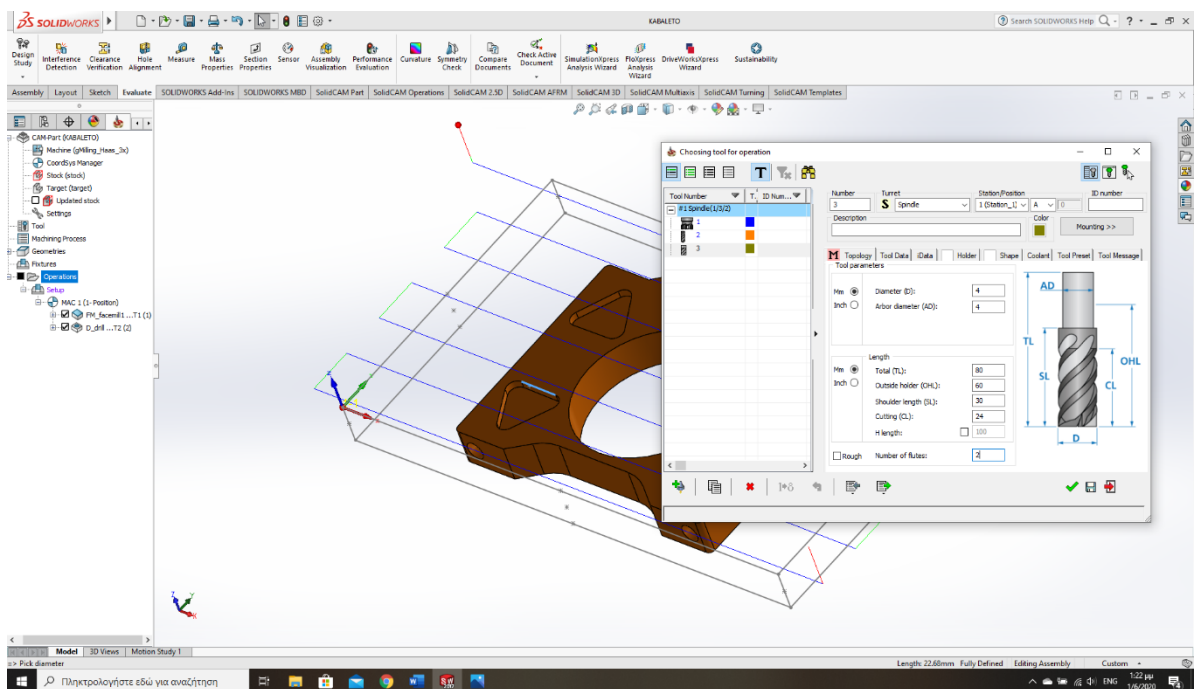 SOLIDWORKS
KABALETO
Search SOLIDWORKS Help
Design Study
Interference Detection
Clearance Verification
Hole Alignment
Measure
Mass Properties
Section Properties
Sensor
Assembly Visualization
Performance Evaluation
Curvature
Symmetry Check
Compare Documents
Check Active Document
SimulationXpress Analysis Wizard
FloXpress Analysis Wizard
DriveWorksXpress Wizard
Sustainability
Assembly Layout Sketch Evaluate SOLIDWORKS Add-Ins SOLIDWORKS MBD SolidCAM Part SolidCAM Operations SolidCAM 2.5D SolidCAM AFRM SolidCAM 3D SolidCAM Multiaxis SolidCAM Turning SolidCAM Templates
CAM-Part (KABALETO)
Machine (gMilling_Haas_3x)
CoordSys Manager
Stock (stock)
Target (target)
Updated stock
Settings
Tool
Machining Process
Geometries
Fixtures
Operations
Setup
MAC 1 (1- Position)
FM_facemill1 ...T1 (1)
D_drill ...T2 (2)
Choosing tool for operation
Tool Number T. ID Num...
#1 Spindle(1/3/2)
1
2
3
Number Turret Station/Position ID number
3 S Spindle 1 (Station_1) A 0
Description Color
Mounting >>
Topology Tool Data iData Holder Shape Coolant Tool Preset Tool Message
Tool parameters
Mm Diameter (D): 4
Inch Arbor diameter (AD): 4
Length
Mm Total (TL): 80
Inch Outside holder (OHL): 60
Shoulder length (SL): 30
Cutting (CL): 24
H length: 100
Rough Number of flutes: 2
AD
TL
OHL
SL
CL
D
z
x
Z
Y
X
Model 3D Views Motion Study 1
a> Pick diameter
Length: 22.68mm Fully Defined Editing Assembly Custom
Πληκτρολογήστε εδώ για αναζήτηση
ENG
1:22 μμ
1/6/2020